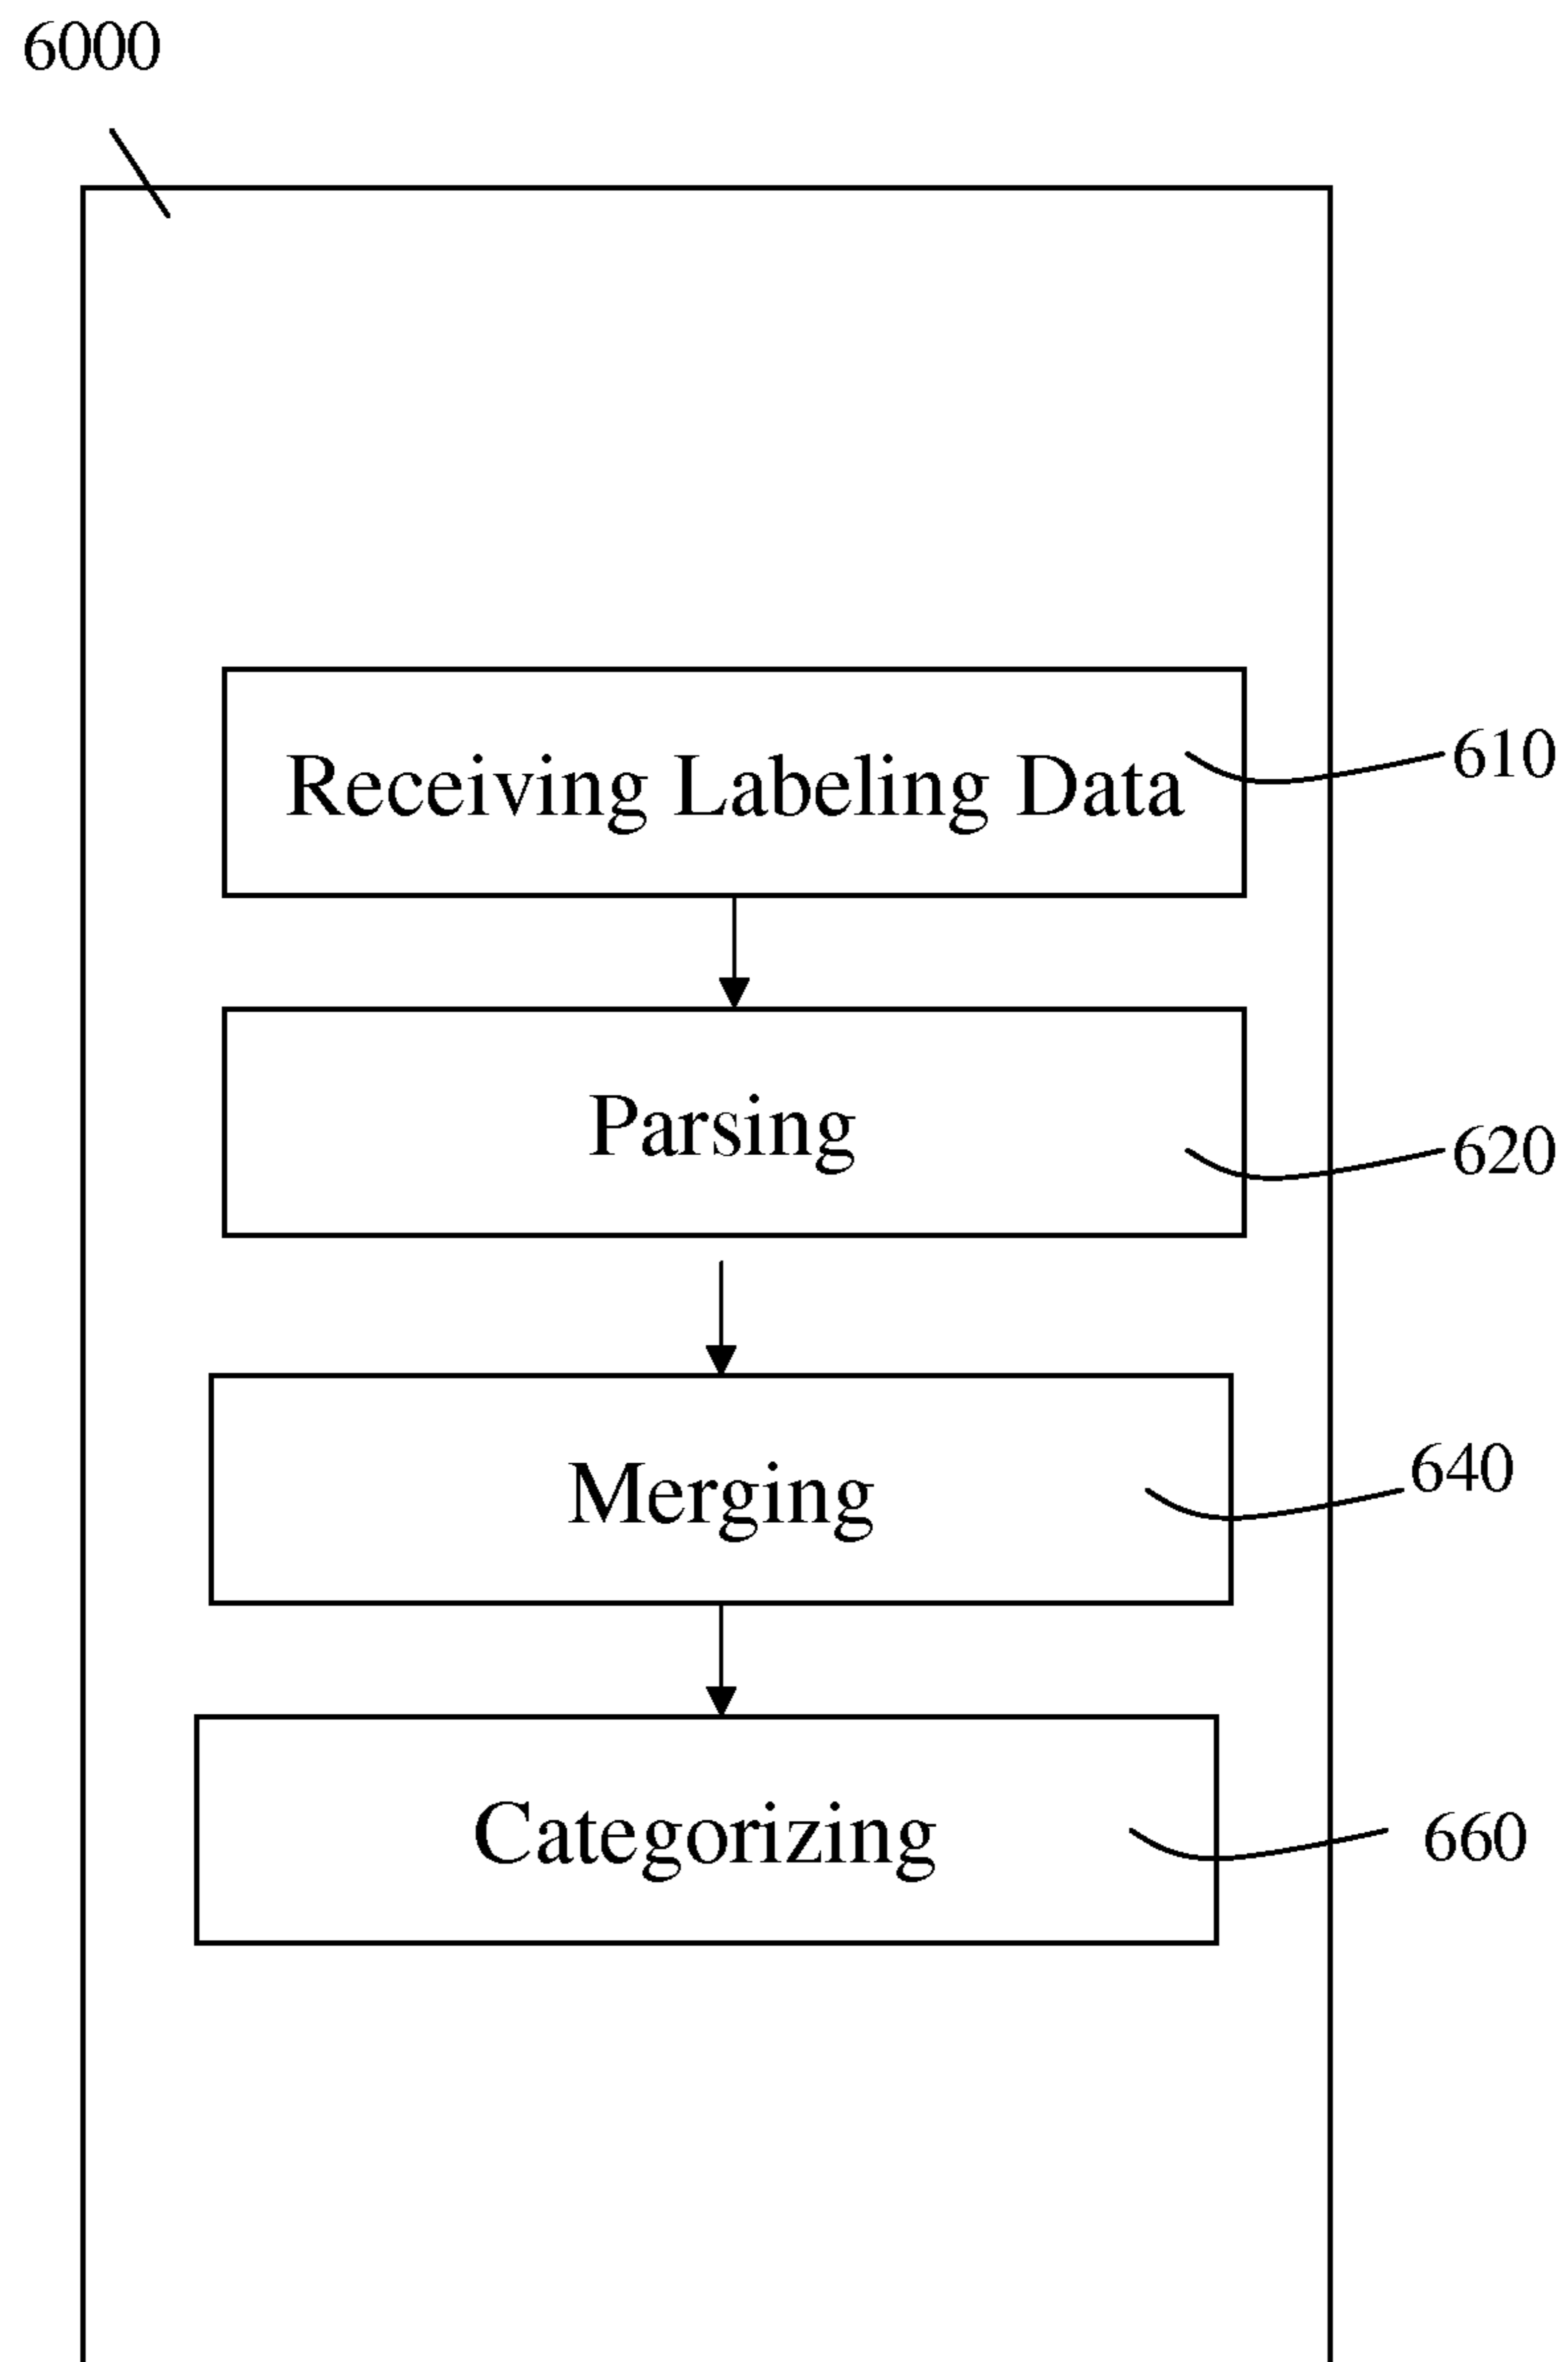 6000
Receiving Labeling Data
610
Parsing
620
Merging
640
Categorizing
660